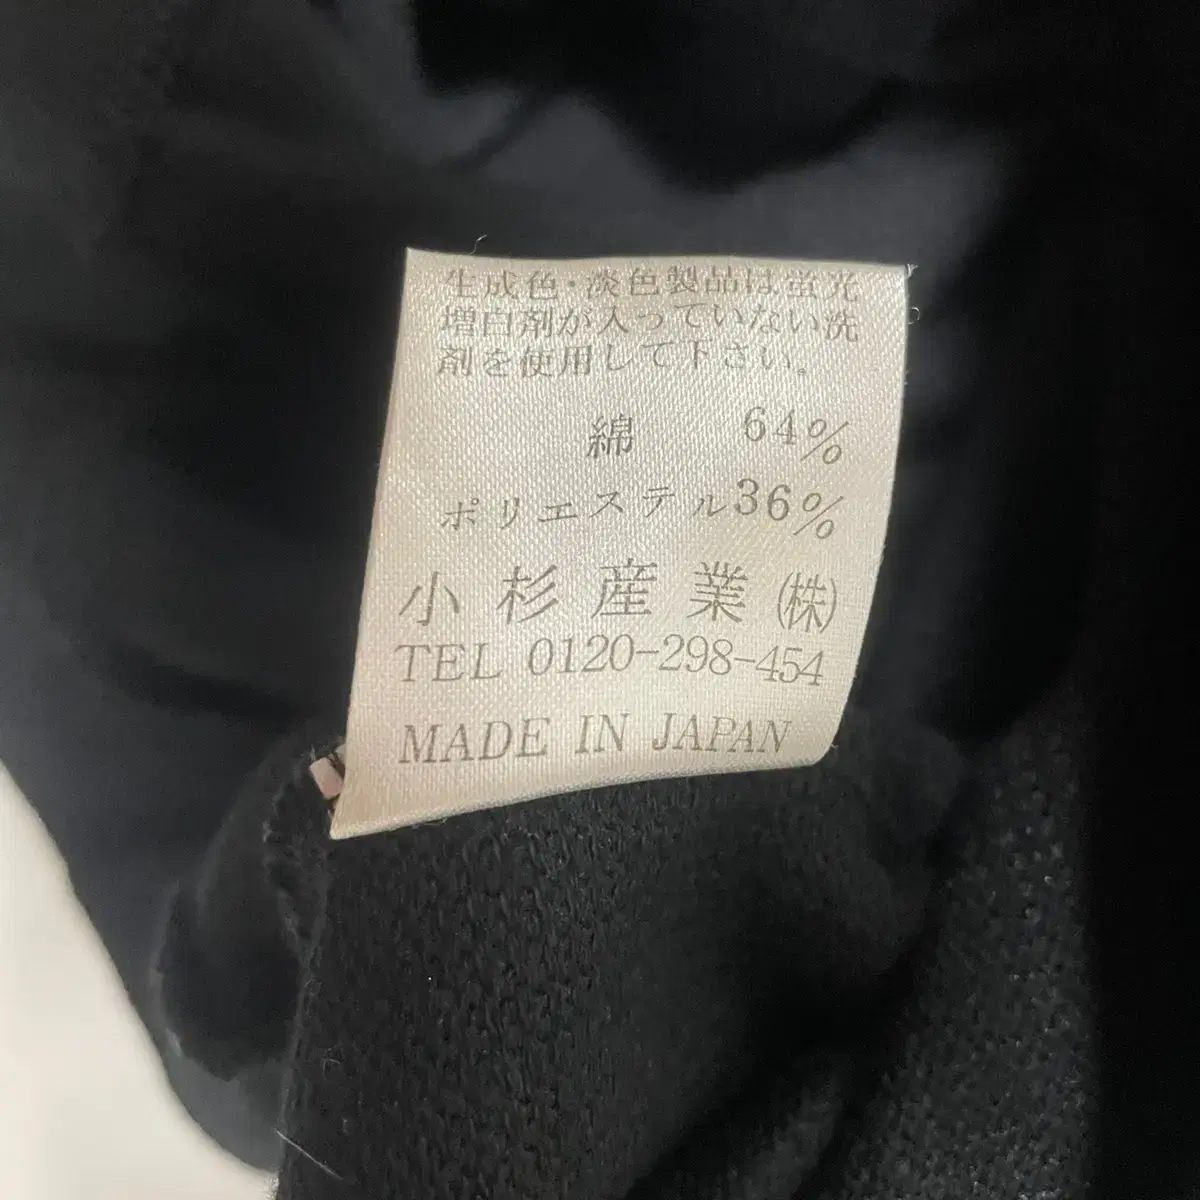 生成色・淡色製品は蛍光
増白剤が入っていない洗
剤を使用して下さい。
綿 64%
ポリエステル 36%
小杉産業(株)
TEL 0120-298-454
MADE IN JAPAN